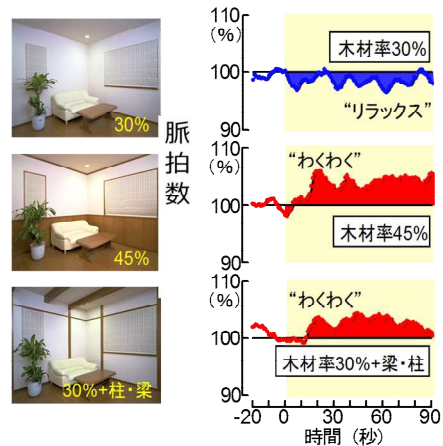 30%
45%
30%+柱・梁
脈拍数
110
(%)
100
90
木材率30%
“リラックス”
110
(%)
100
90
“わくわく”
木材率45%
110
(%)
100
90
“わくわく”
木材率30%+梁・柱
-20 0 30 60 90
時間 (秒)